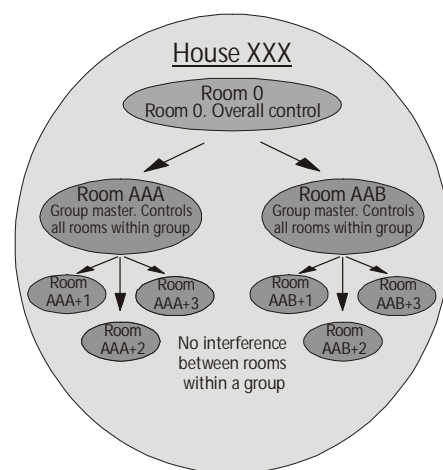 House XXX
Room 0
Room 0. Overall control
Room AAA
Group master. Controls
all rooms within group
Room AAB
Group master. Controls
all rooms within group
Room
AAA+1
Room
AAA+2
Room
AAA+3
Room
AAB+1
Room
AAB+2
Room
AAB+3
No interference
between rooms
within a group